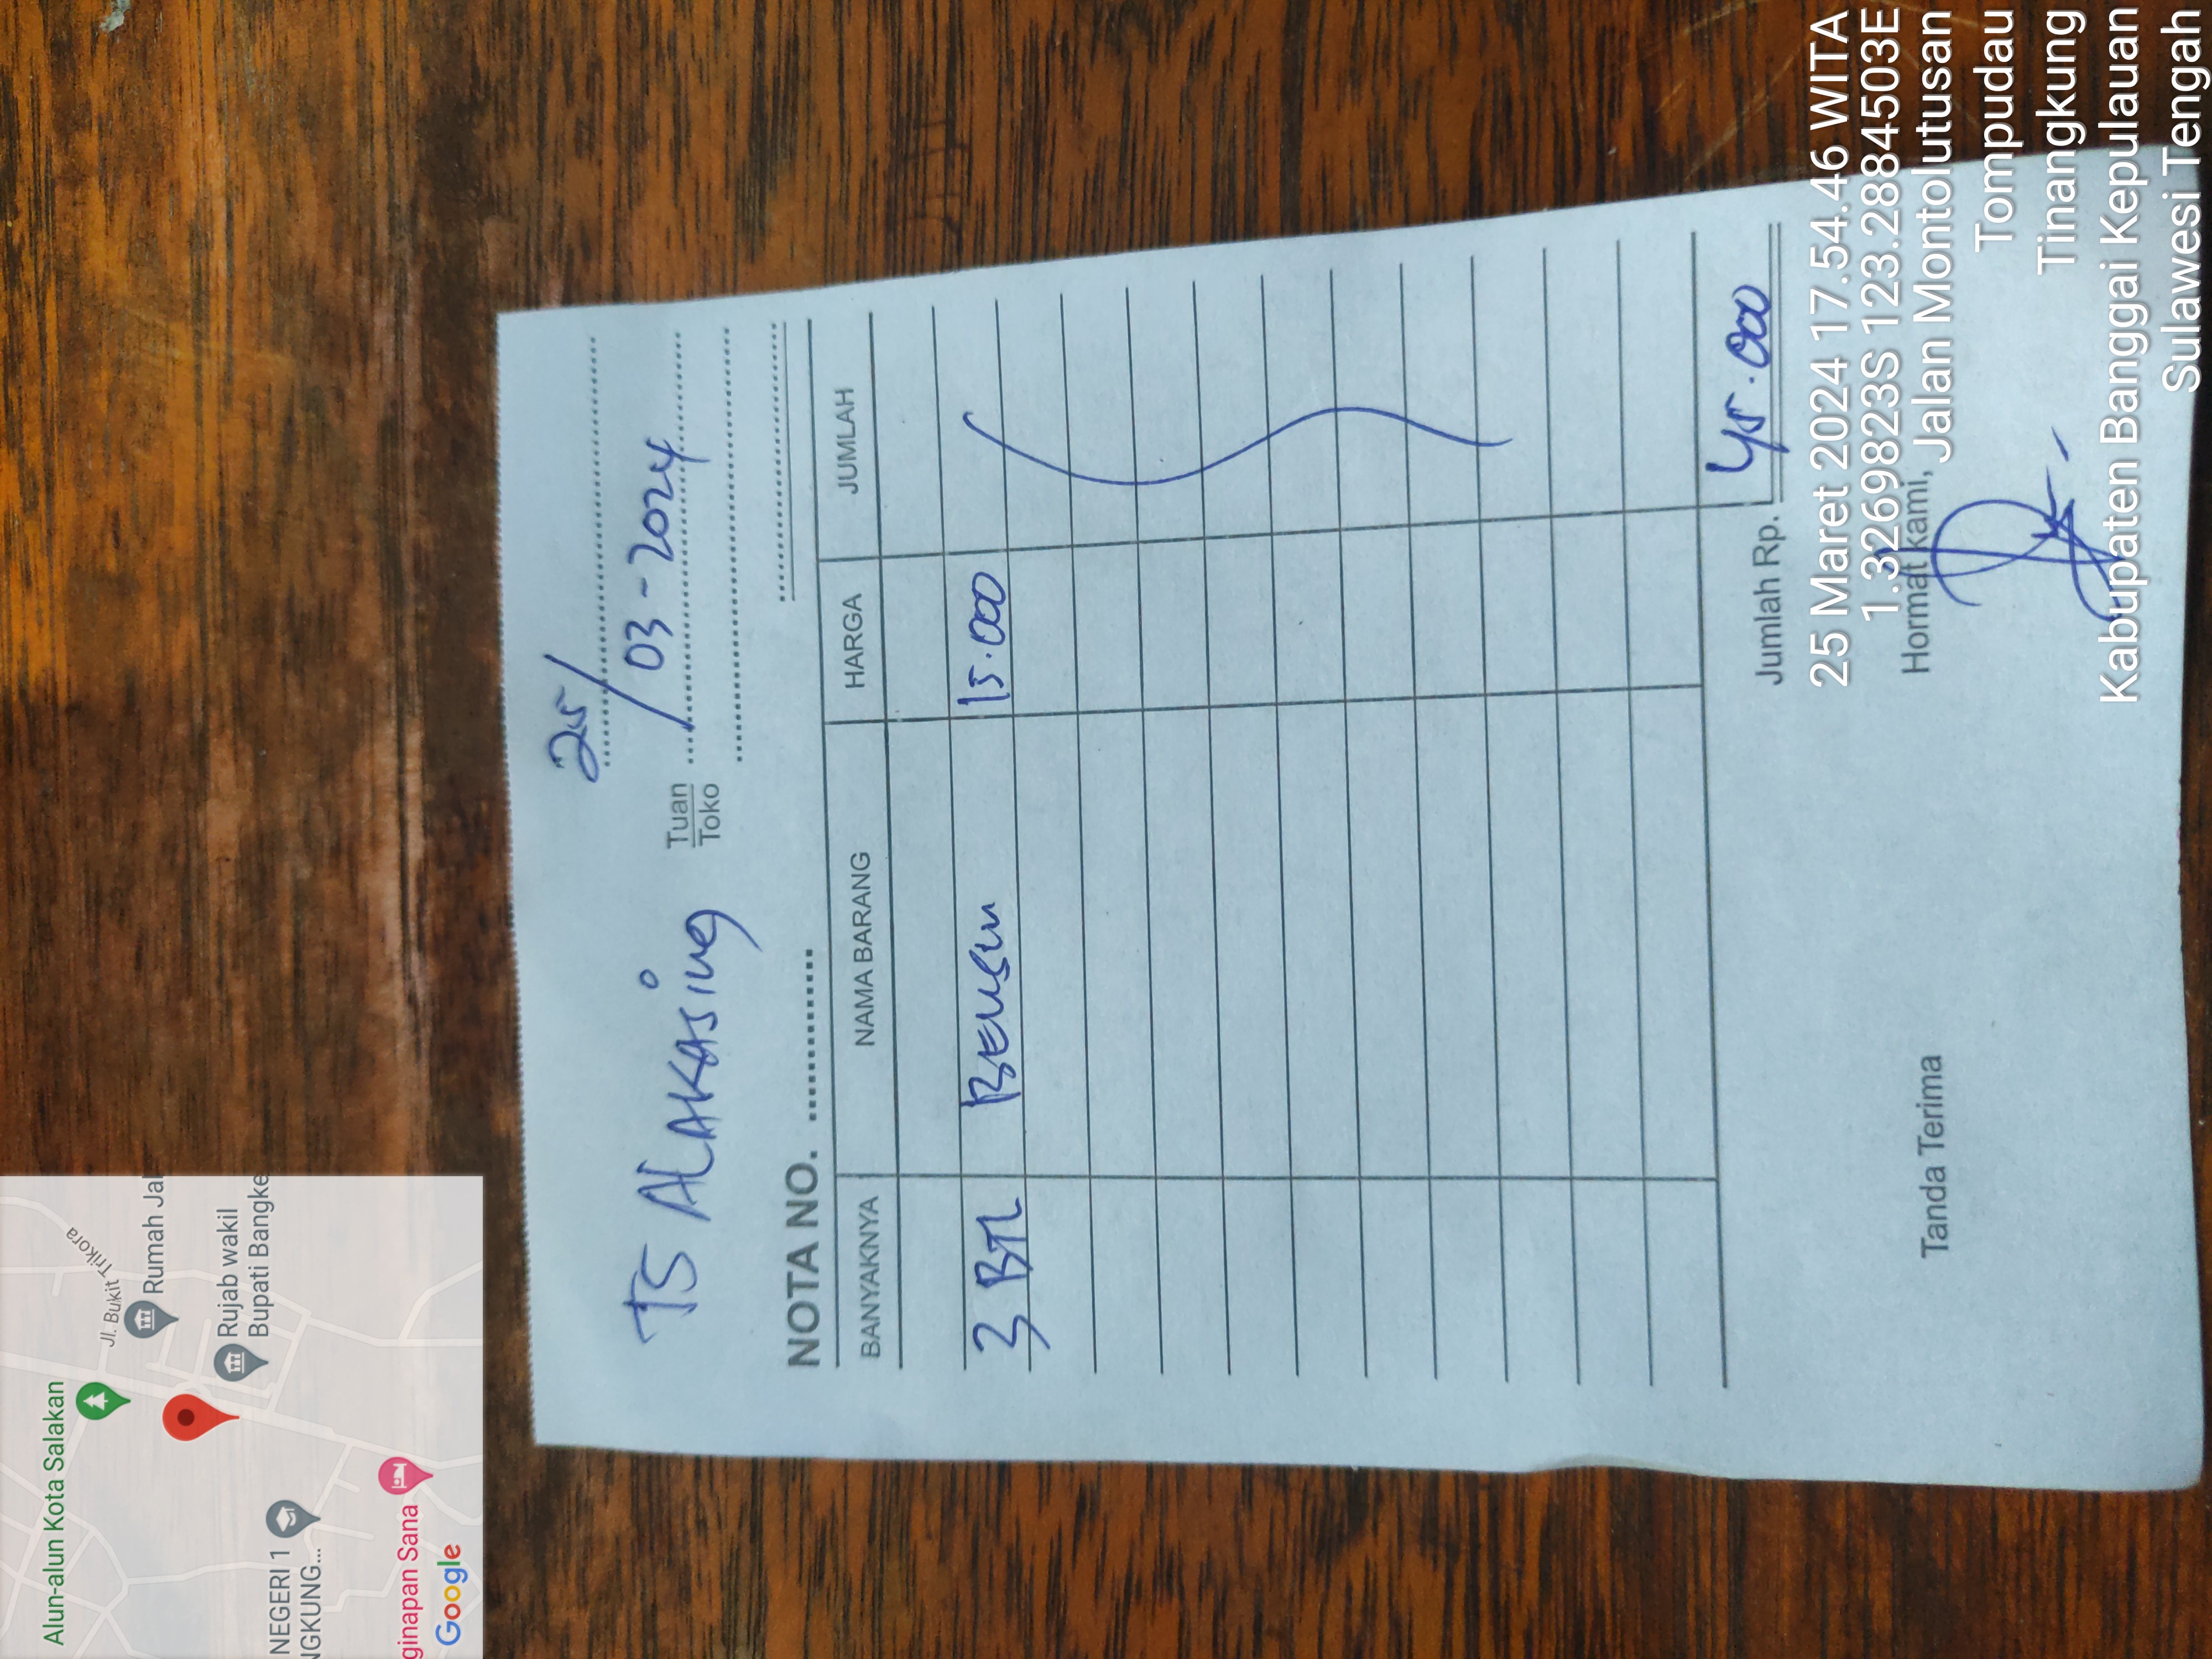 25/
TS ALAKASing
Tuan
Toko
/ 03 - 2024
NOTA NO. ............
BANYAKNYA NAMA BARANG HARGA JUMLAH
3 BTL BENSIN 15.000
Jumlah Rp. 45.000
Tanda Terima Hormat kami,
25 Maret 2024 17.54.46 WITA
1.32698823S 123.28845503E
Jalan Montolutusan
Tompudau
Tinangkung
Kabupaten Banggai Kepulauan
Sulawesi Tengah
Alun-alun Kota Salakan
Jl. Bukit Trikora
Rumah Jal
Rujab wakil
Bupati Bangke
NEGERI 1
NGKUNG...
ginapan Sana
Google